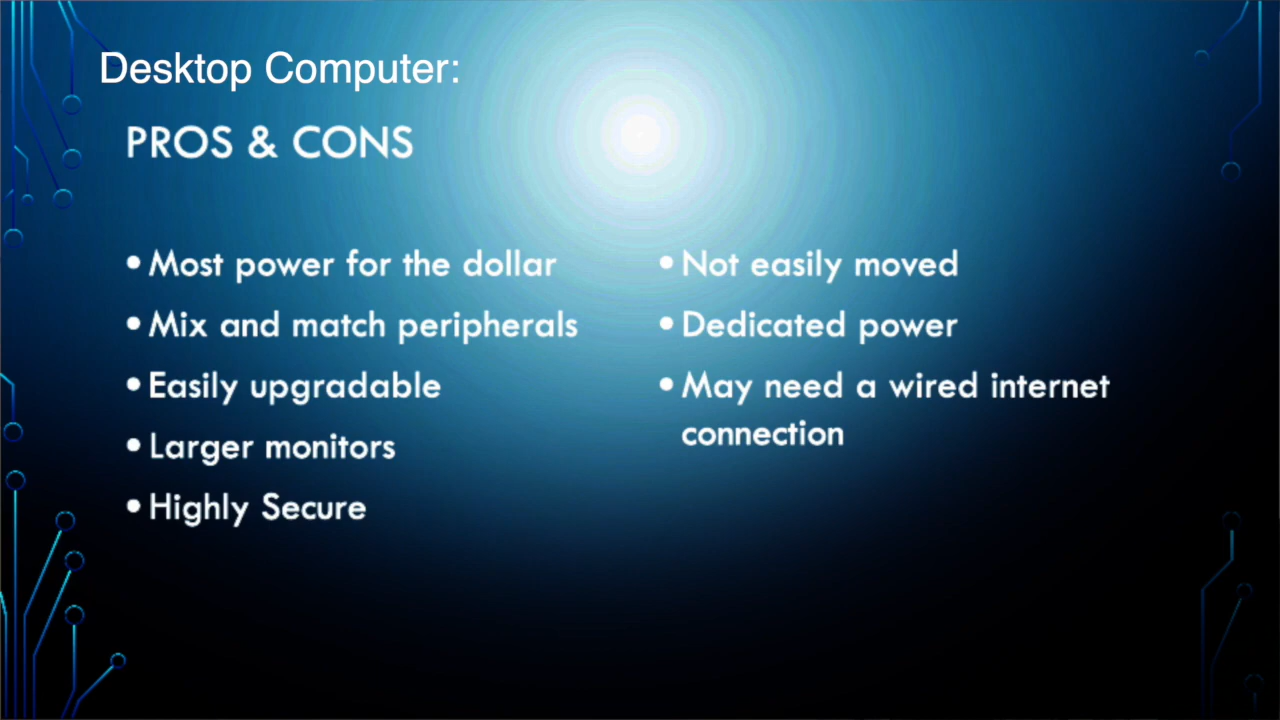 Desktop Computer:
PROS & CONS
• Most power for the dollar
• Mix and match peripherals
• Easily upgradable
• Larger monitors
• Highly Secure
• Not easily moved
• Dedicated power
• May need a wired internet
connection